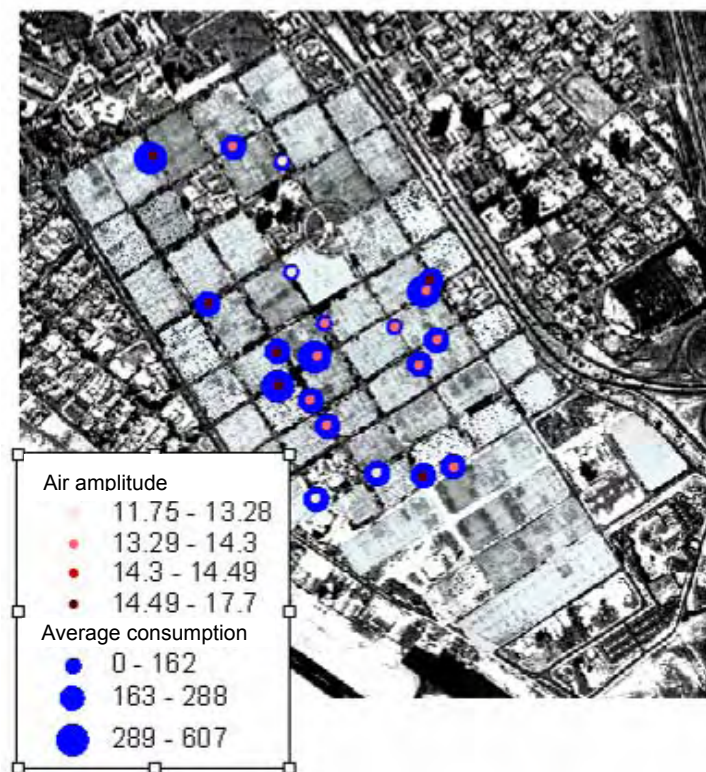 Air amplitude
11.75 - 13.28
13.29 - 14.3
14.3 - 14.49
14.49 - 17.7
Average consumption
0 - 162
163 - 288
289 - 607